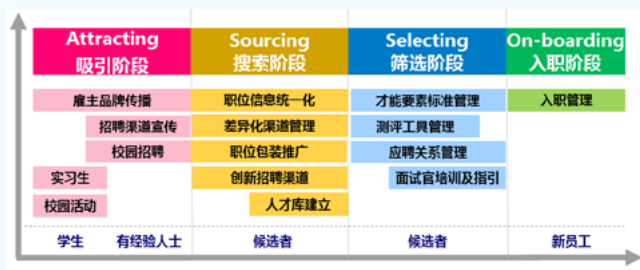 Attracting
吸引阶段
Sourcing
搜索阶段
Selecting
筛选阶段
On-boarding
入职阶段
雇主品牌传播
职位信息统一化
才能要素标准管理
入职管理
招聘渠道宣传
差异化渠道管理
测评工具管理
校园招聘
职位包装推广
应聘关系管理
实习生
创新招聘渠道
面试官培训及指引
校园活动
人才库建立
学生
有经验人士
候选者
候选者
新员工